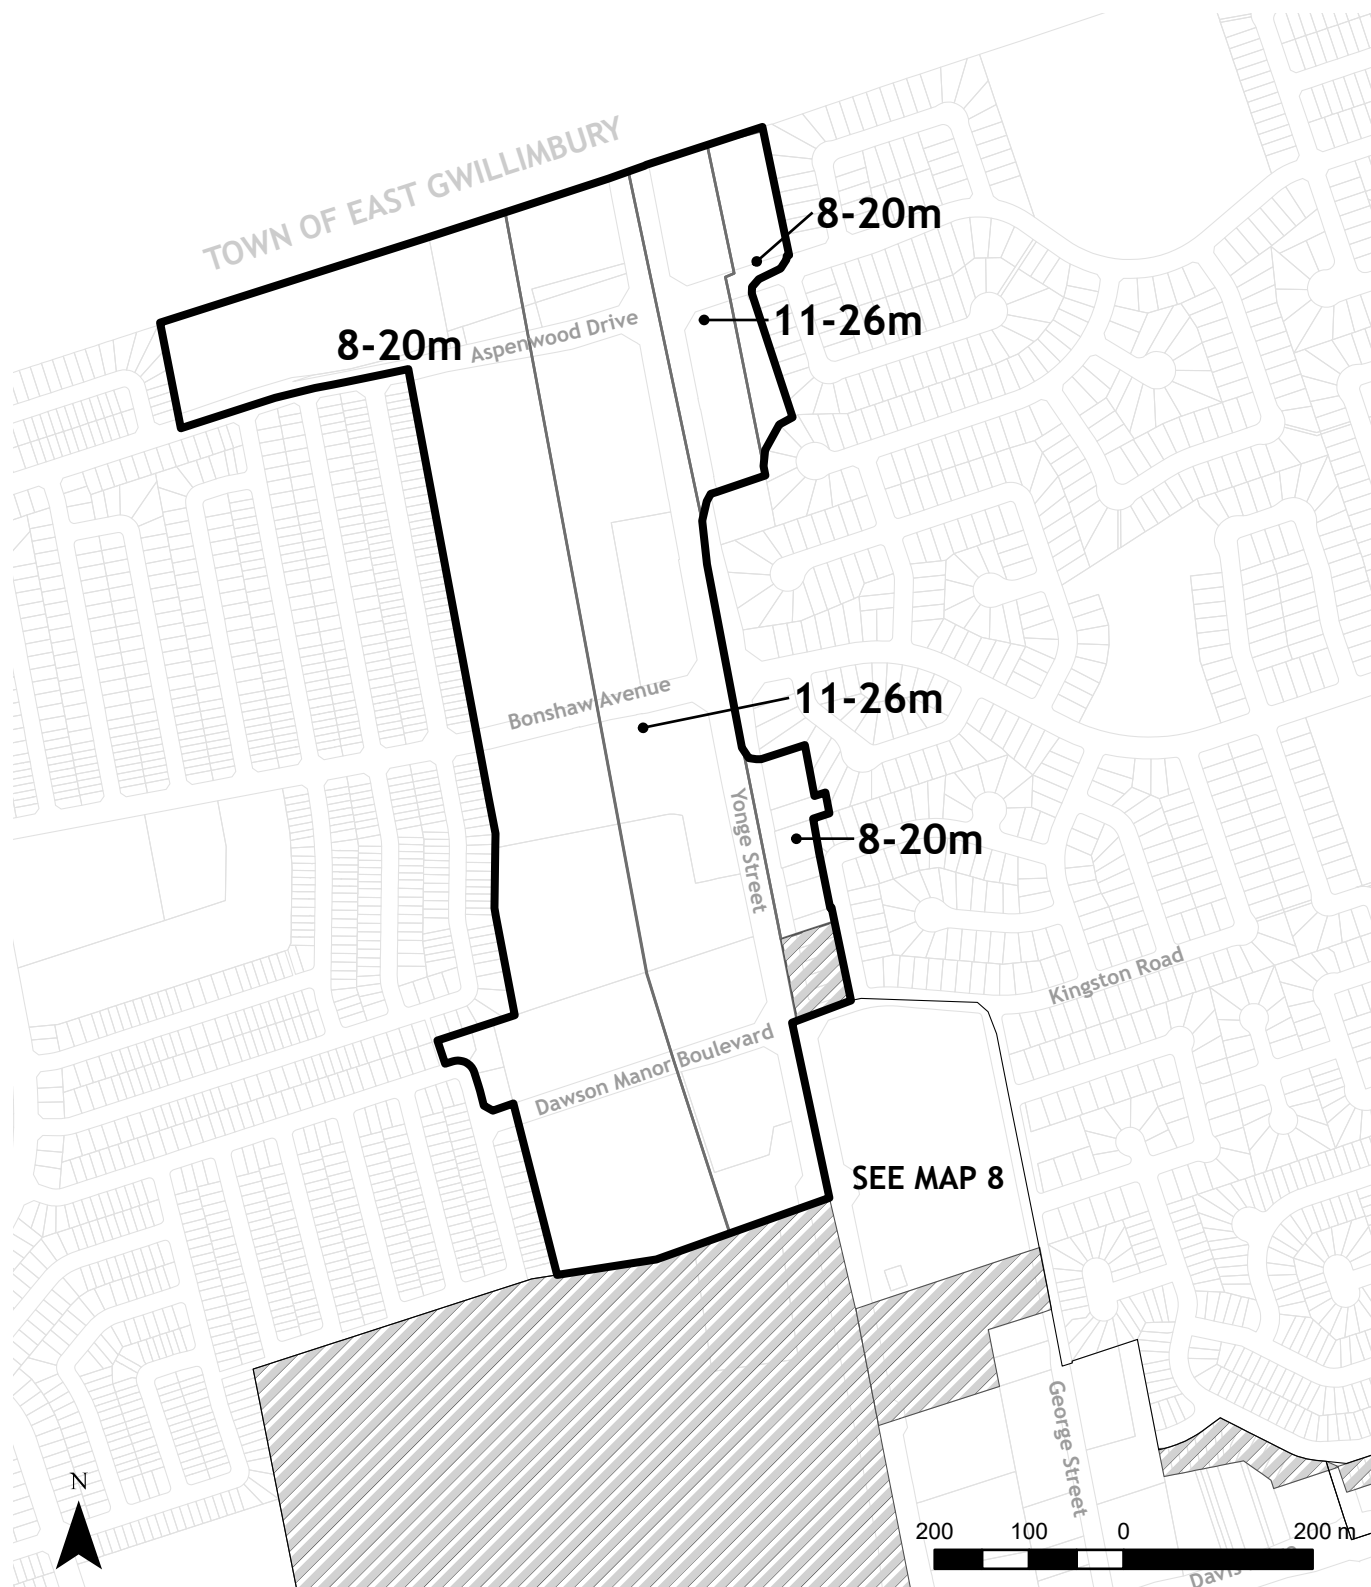 TOWN OF EAST GWILLIMBURY
8-20m
11-26m
8-20m
Aspenwood Drive
Bonshaw Avenue
11-26m
Yonge Street
8-20m
Kingston Road
Dawson Manor Boulevard
SEE MAP 8
George Street
N
200 100 0 200 m